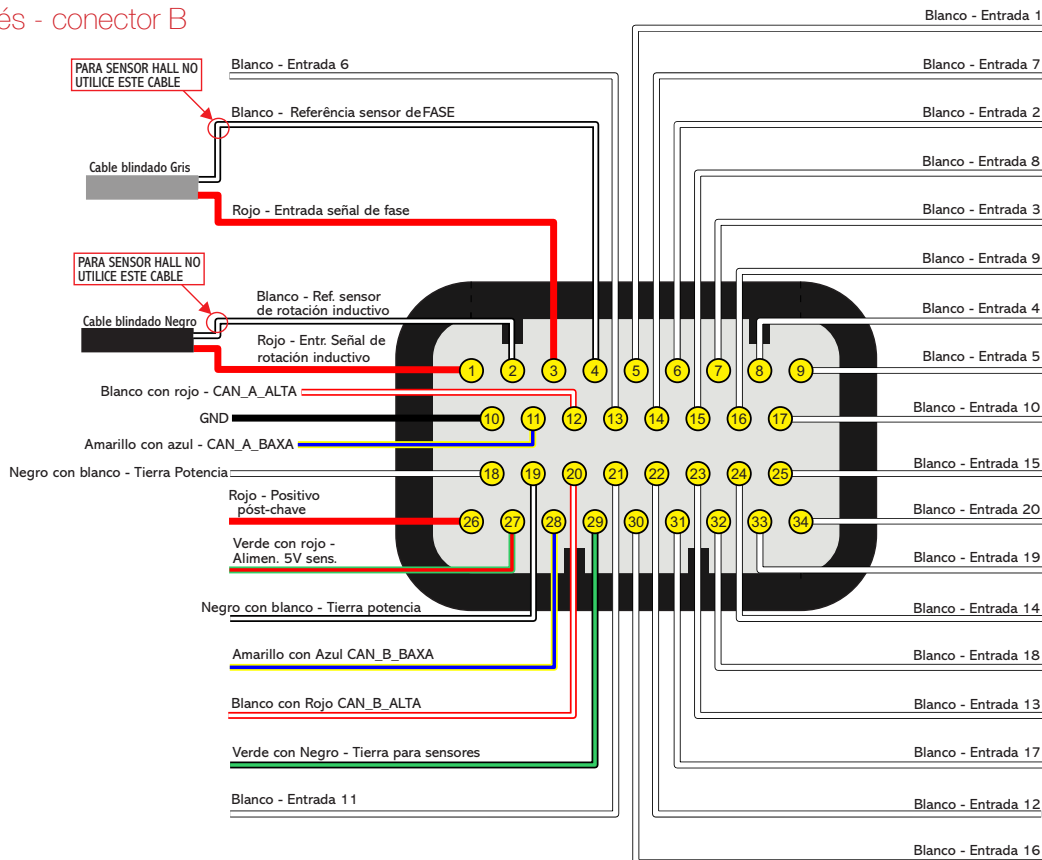 és - conector B
PARA SENSOR HALL NO
UTILICE ESTE CABLE
Blanco - Entrada 6
Blanco - Referência sensor deFASE
Cable blindado Gris
Rojo - Entrada señal de fase
PARA SENSOR HALL NO
UTILICE ESTE CABLE
Blanco - Ref. sensor
de rotación inductivo
Cable blindado Negro
Rojo - Entr. Señal de
rotación inductivo
Blanco con rojo - CAN_A_ALTA
GND
Amarillo con azul - CAN_A_BAXA
Negro con blanco - Tierra Potencia
Rojo - Positivo
póst-chave
Verde con rojo -
Alimen. 5V sens.
Negro con blanco - Tierra potencia
Amarillo con Azul CAN_B_BAXA
Blanco con Rojo CAN_B_ALTA
Verde con Negro - Tierra para sensores
Blanco - Entrada 11
1 2 3 4 5 6 7 8 9
10 11 12 13 14 15 16 17
18 19 20 21 22 23 24 25
26 27 28 29 30 31 32 33 34
Blanco - Entrada 1
Blanco - Entrada 7
Blanco - Entrada 2
Blanco - Entrada 8
Blanco - Entrada 3
Blanco - Entrada 9
Blanco - Entrada 4
Blanco - Entrada 5
Blanco - Entrada 10
Blanco - Entrada 15
Blanco - Entrada 20
Blanco - Entrada 19
Blanco - Entrada 14
Blanco - Entrada 18
Blanco - Entrada 13
Blanco - Entrada 17
Blanco - Entrada 12
Blanco - Entrada 16